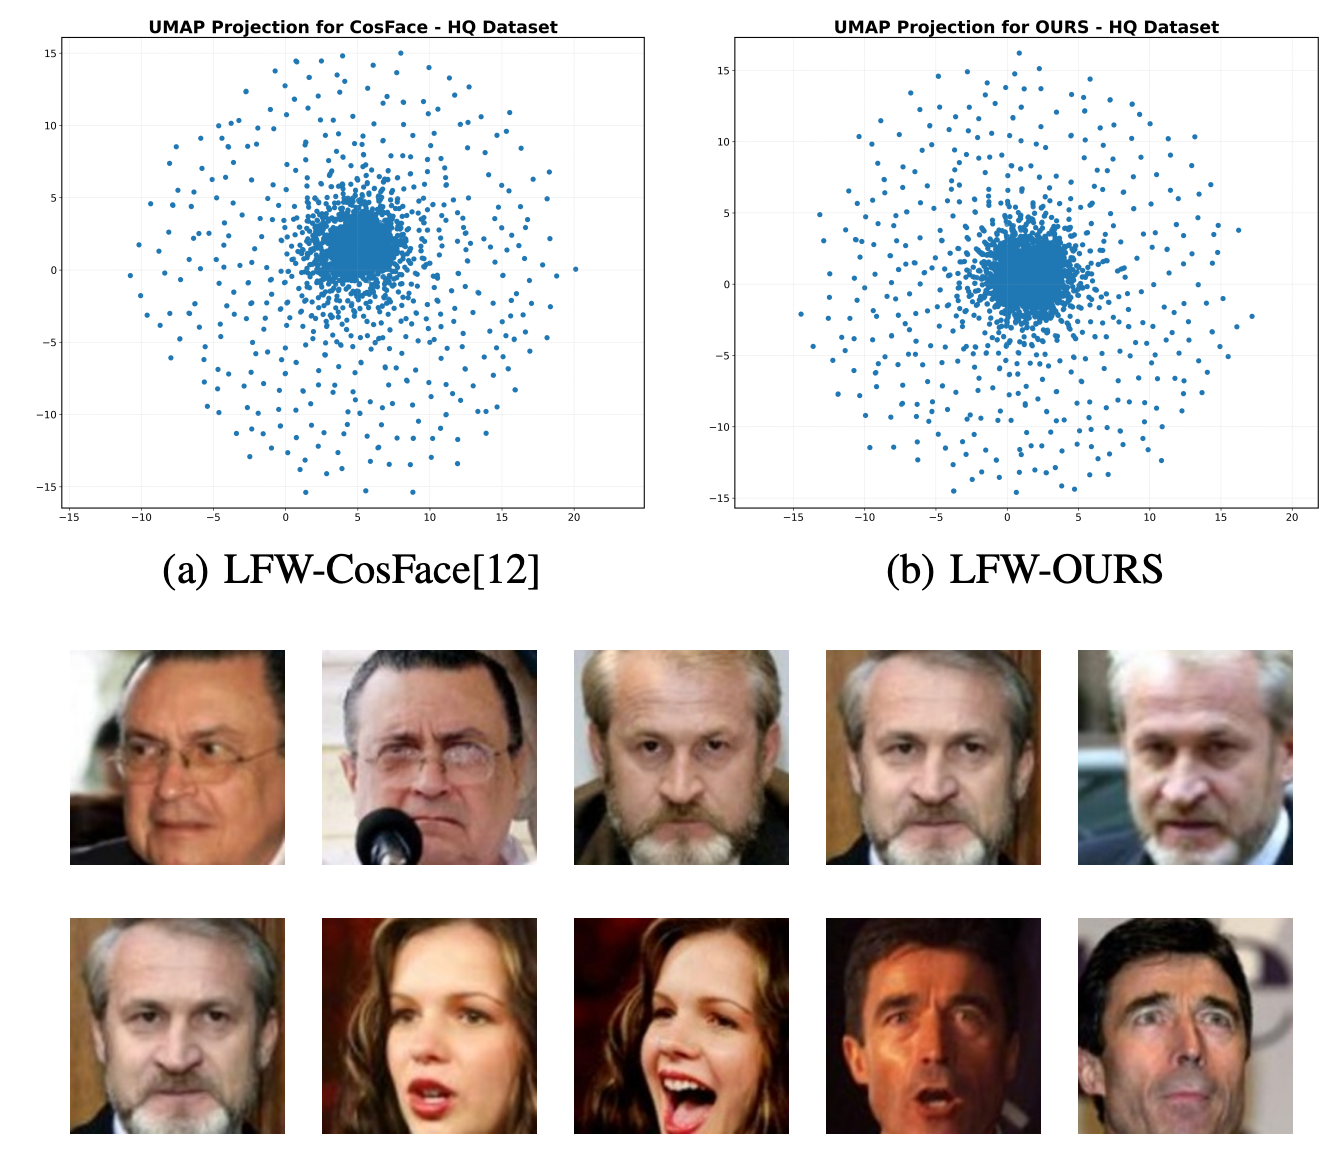 UMAP Projection for CosFace - HQ Dataset
15
10
5
0
−5
−10
−15
−15 −10 −5 0 5 10 15 20
(a) LFW-CosFace[12]
UMAP Projection for OURS - HQ Dataset
15
10
5
0
−5
−10
−15
−15 −10 −5 0 5 10 15 20
(b) LFW-OURS